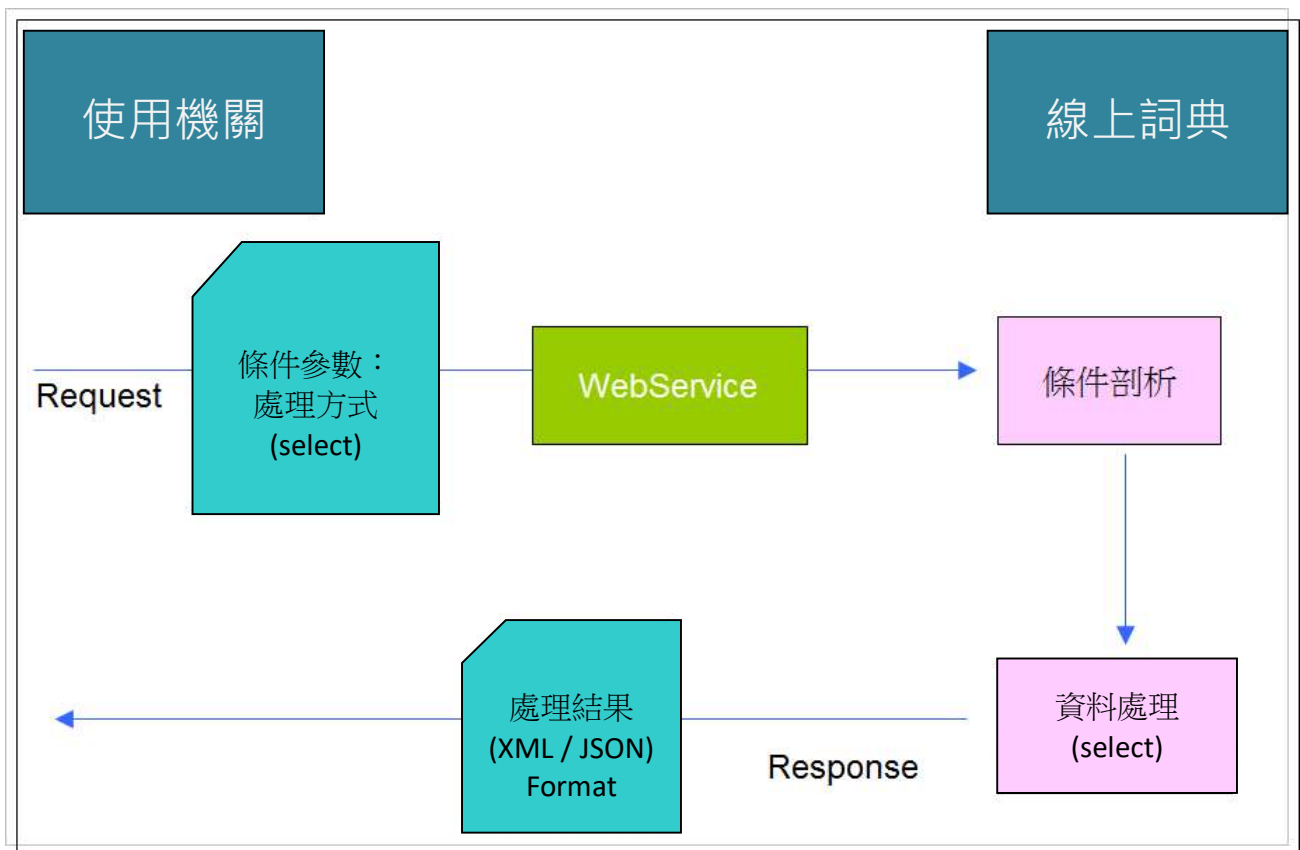 使用機關
線上詞典
條件參數：
處理方式
(select)
Request
WebService
條件剖析
處理結果
(XML / JSON)
Format
Response
資料處理
(select)